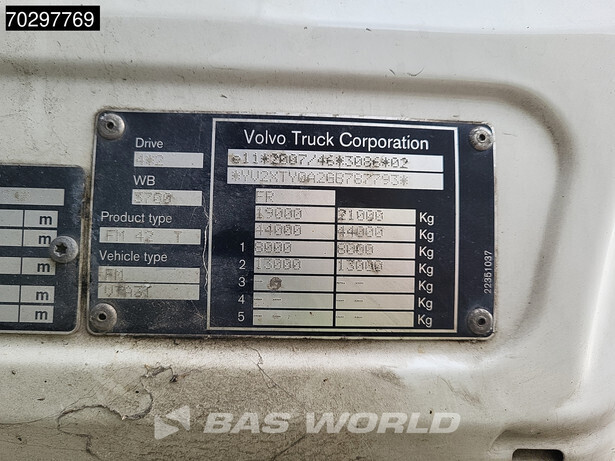 70297769
Volvo Truck Corporation
Drive
4*2
e11*2007/46*3086*02
*YV2XTY0A2GB787793*
WB
3700
FR
Product type
19000 21000 Kg
FM 42 T
44000 44000 Kg
Vehicle type
1 8000 8000 Kg
FM
2 13000 13000 Kg
VTA3T
3 -- -- Kg
4 -- -- Kg
5 -- -- Kg
22351037
m
m
m
m
m
BAS WORLD